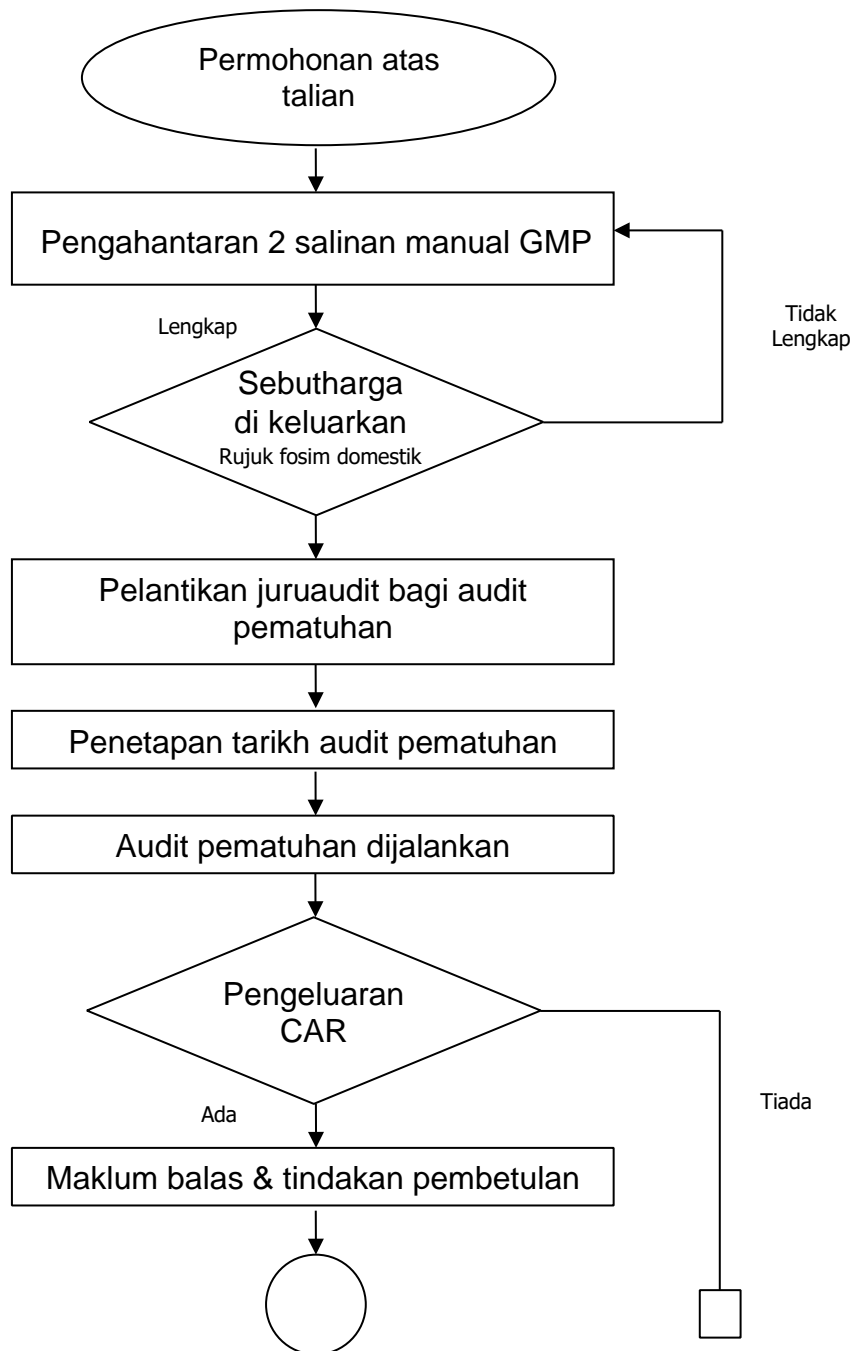 Permohonan atas
talian
Pengahantaran 2 salinan manual GMP
Tidak
Lengkap
Lengkap
Sebutharga
di keluarkan
Rujuk fosim domestik
Pelantikan juruaudit bagi audit
pematuhan
Penetapan tarikh audit pematuhan
Audit pematuhan dijalankan
Pengeluaran
CAR
Tiada
Ada
Maklum balas & tindakan pembetulan